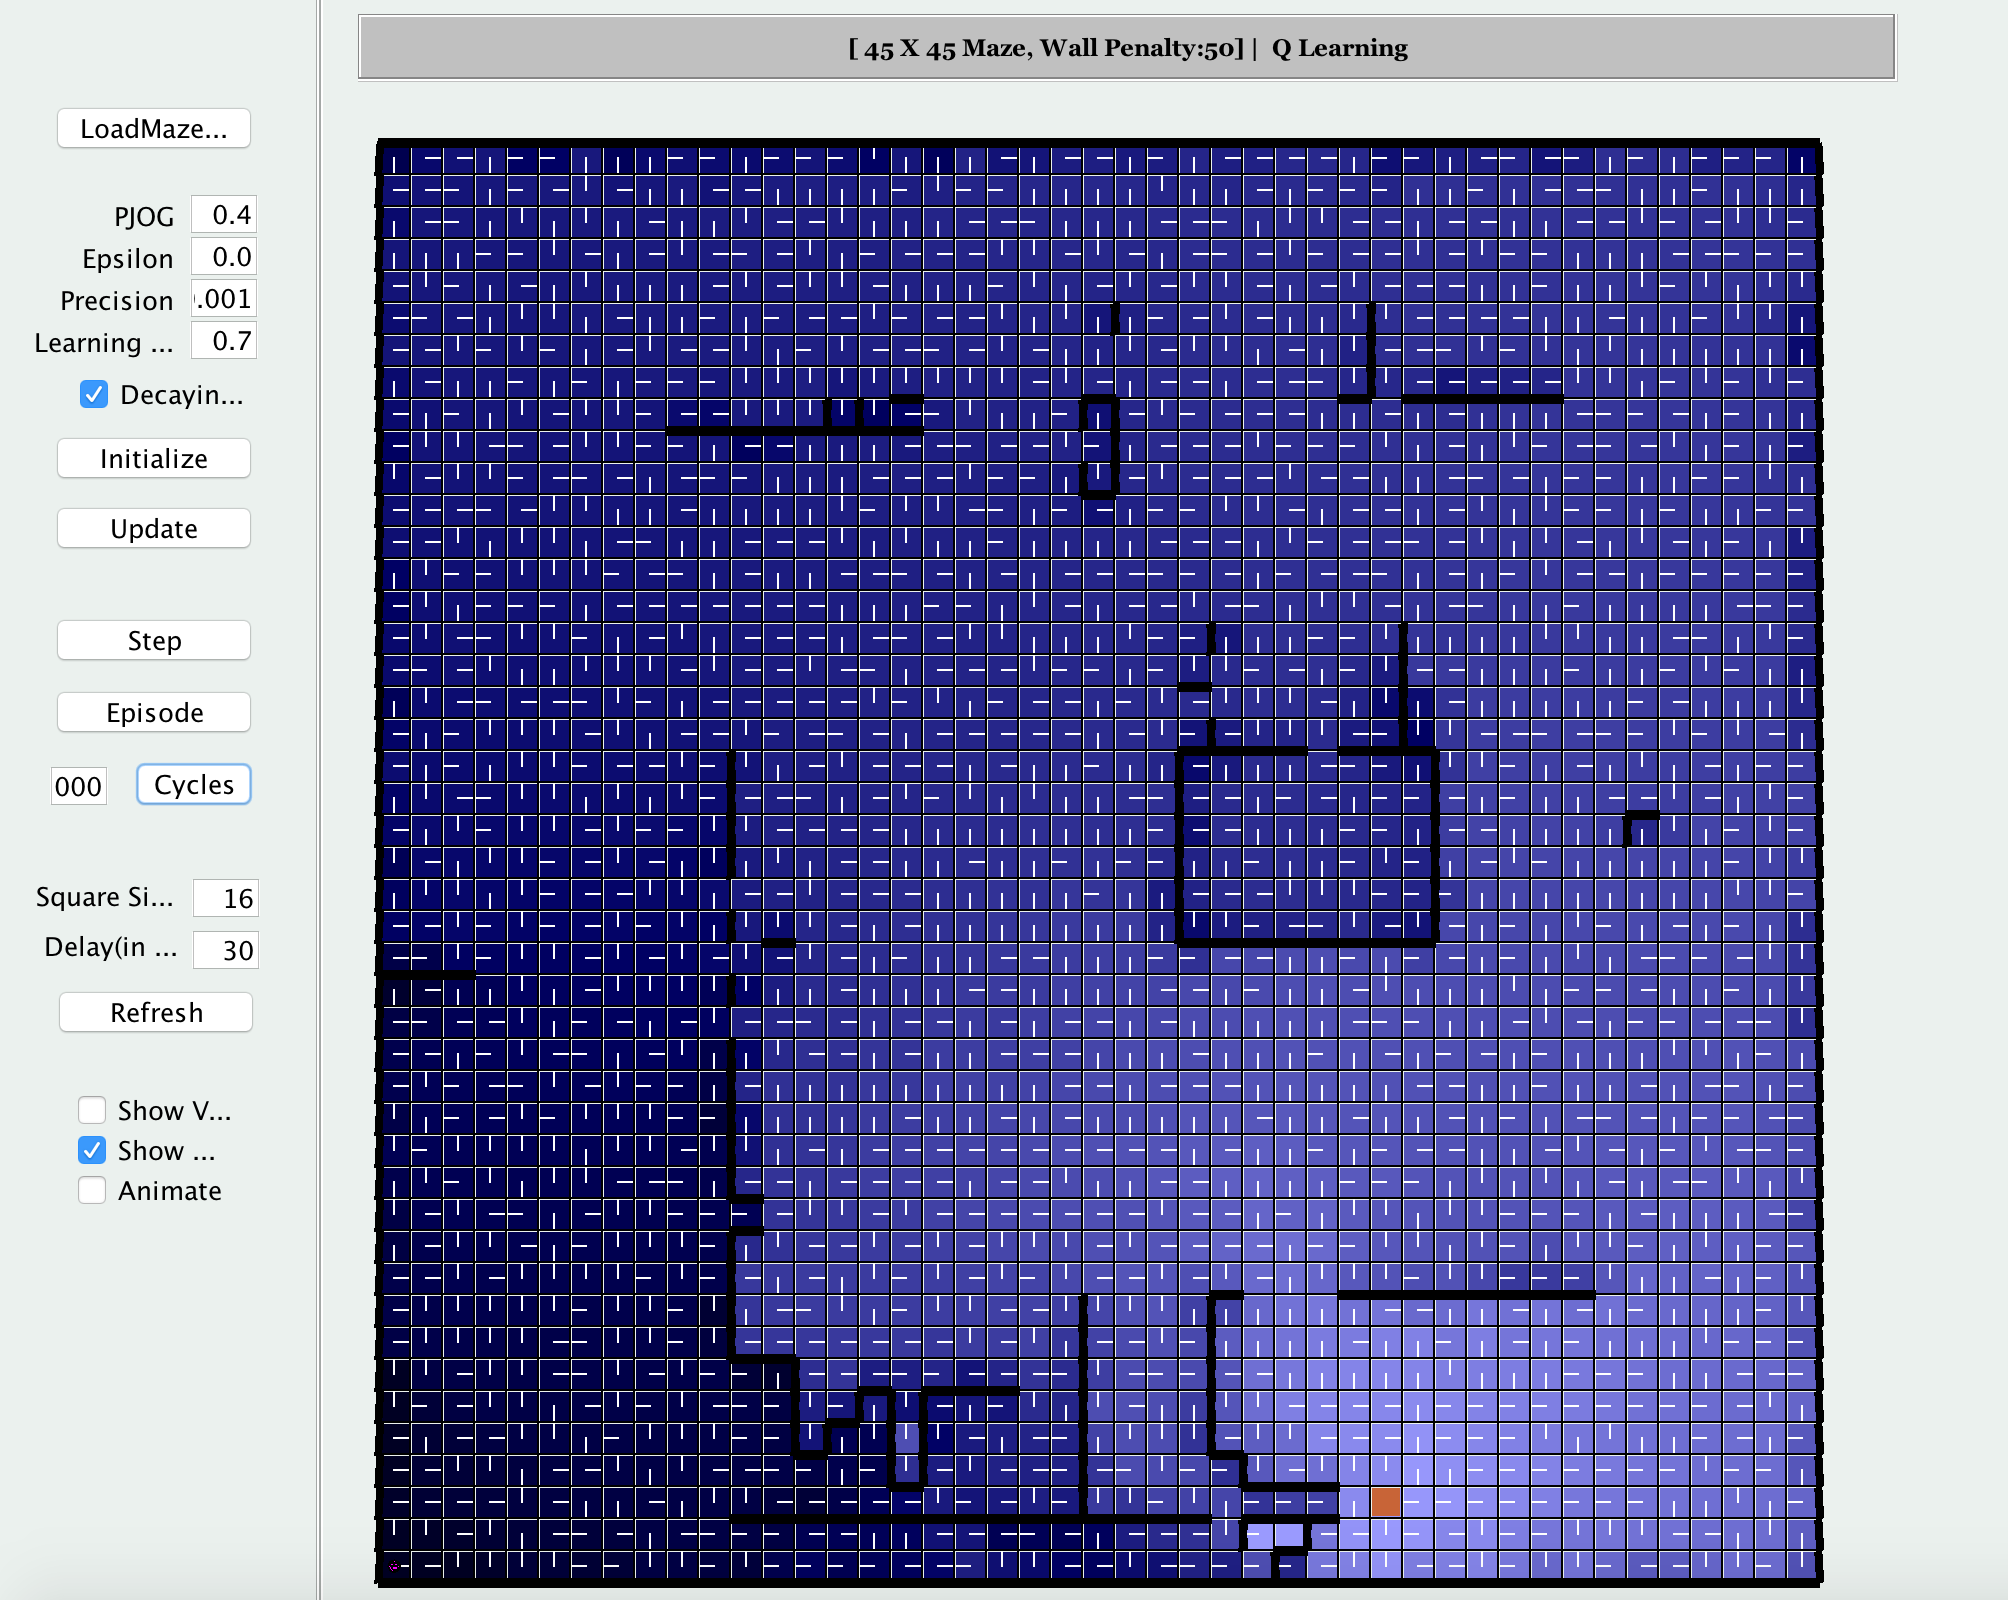 [ 45 X 45 Maze, Wall Penalty:50] | Q Learning
LoadMaze...
PJOG 0.4
Epsilon 0.0
Precision .001
Learning ... 0.7
Decayin...
Initialize
Update
Step
Episode
000 Cycles
Square Si... 16
Delay(in ... 30
Refresh
Show V...
Show ...
Animate